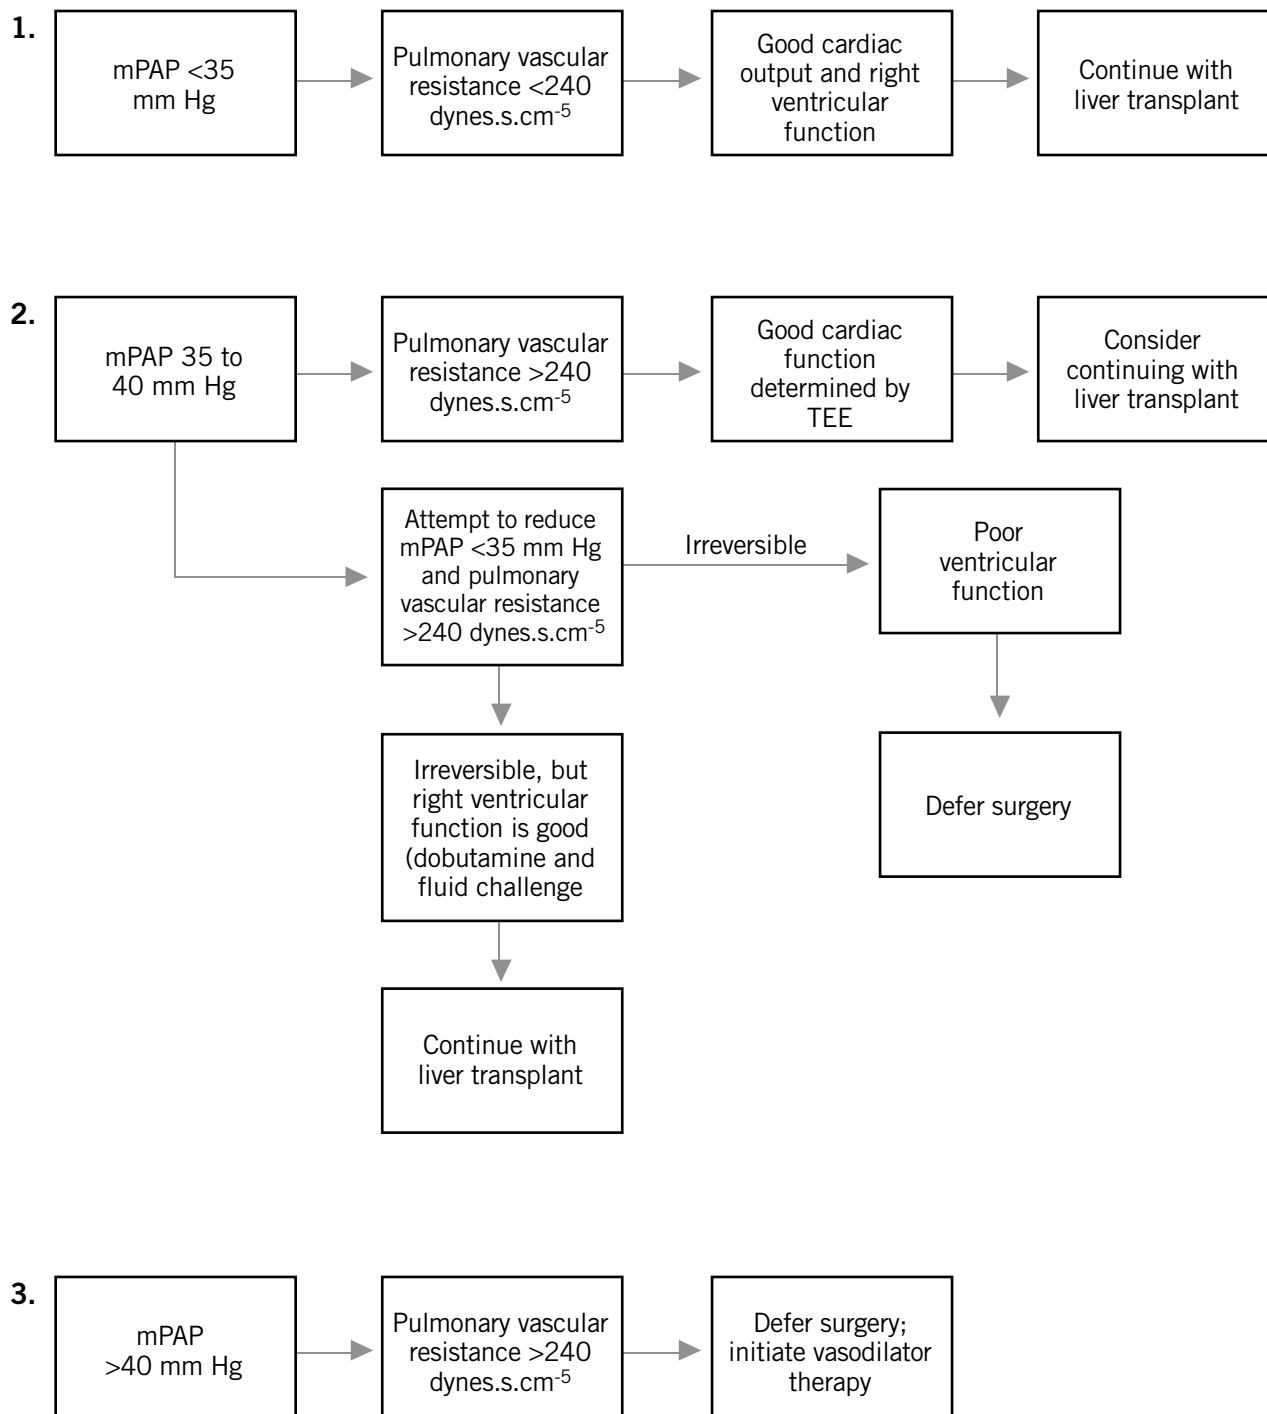 1.
mPAP <35
mm Hg
Pulmonary vascular
resistance <240
dynes.s.cm-5
Good cardiac
output and right
ventricular
function
Continue with
liver transplant
2.
mPAP 35 to
40 mm Hg
Pulmonary vascular
resistance >240
dynes.s.cm-5
Good cardiac
function
determined by
TEE
Consider
continuing with
liver transplant
Attempt to reduce
mPAP <35 mm Hg
and pulmonary
vascular resistance
>240 dynes.s.cm-5
Irreversible
Poor
ventricular
function
Irreversible, but
right ventricular
function is good
(dobutamine and
fluid challenge
Defer surgery
Continue with
liver transplant
3.
mPAP
>40 mm Hg
Pulmonary vascular
resistance >240
dynes.s.cm-5
Defer surgery;
initiate vasodilator
therapy